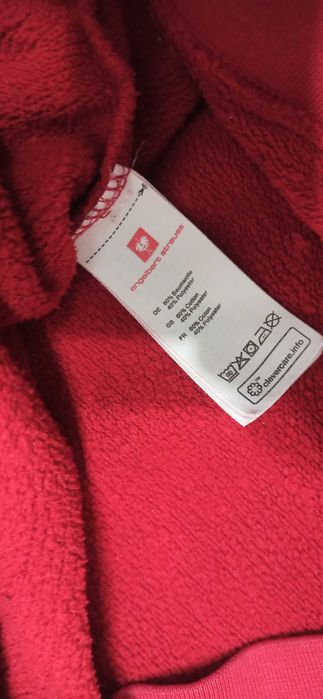 engelbert strauss
DE 60% Baumwolle
40% Polyester
GB 60% Cotton
40% Polyester
FR 60% Coton
40% Polyester
clevercare.info